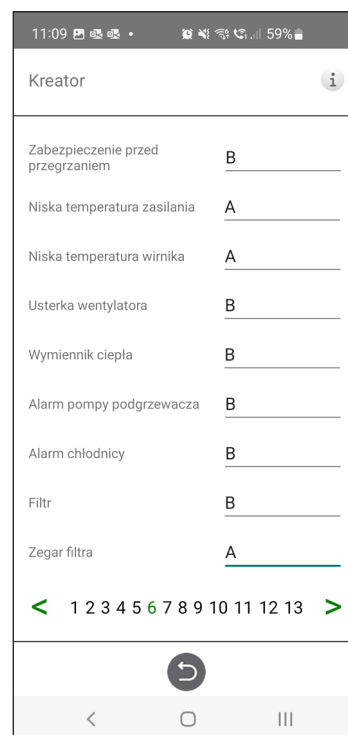 11:09 59%
Kreator i
Zabezpieczenie przed
przegrzaniem B
Niska temperatura zasilania A
Niska temperatura wirnika A
Usterka wentylatora B
Wymiennik ciepła B
Alarm pompy podgrzewacza B
Alarm chłodnicy B
Filtr B
Zegar filtra A
< 1 2 3 4 5 6 7 8 9 10 11 12 13 >